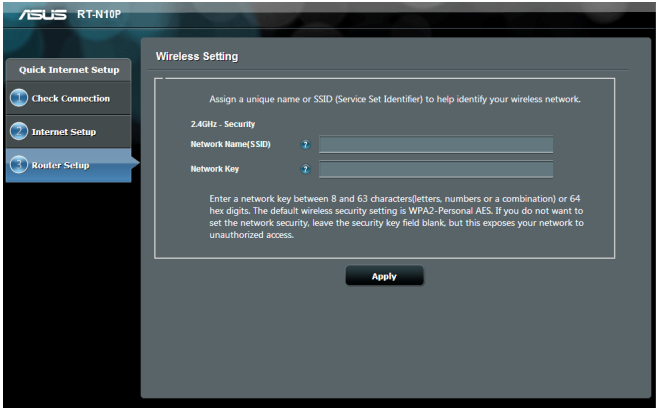 ASUS RT-N10P
Quick Internet Setup
1 Check Connection
2 Internet Setup
3 Router Setup
Wireless Setting
Assign a unique name or SSID (Service Set Identifier) to help identify your wireless network.
2.4GHz - Security
Network Name(SSID) ?
Network Key ?
Enter a network key between 8 and 63 characters(letters, numbers or a combination) or 64
hex digits. The default wireless security setting is WPA2-Personal AES. If you do not want to
set the network security, leave the security key field blank, but this exposes your network to
unauthorized access.
Apply